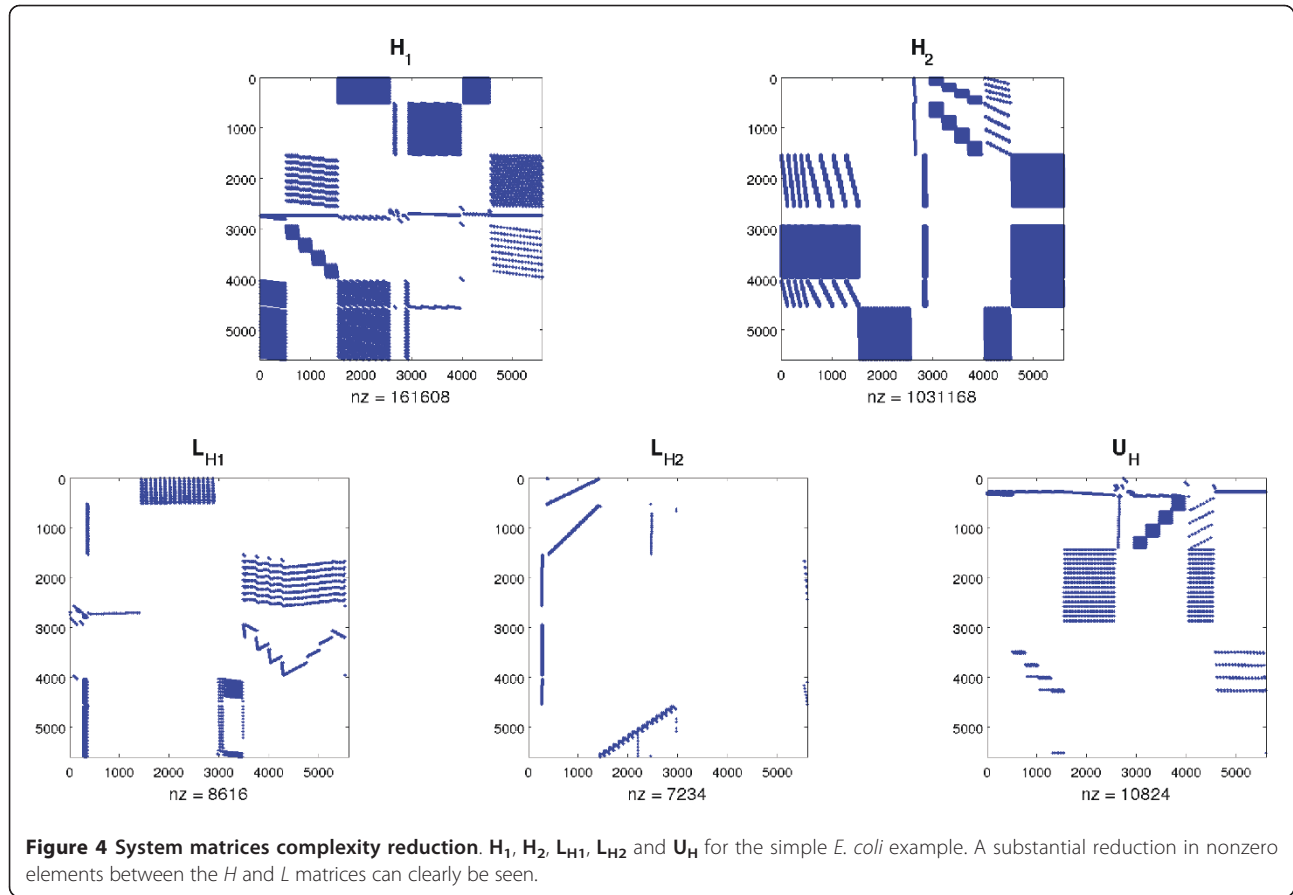 H1
0
1000
2000
3000
4000
5000
0 1000 2000 3000 4000 5000
nz = 161608
H2
0
1000
2000
3000
4000
5000
0 1000 2000 3000 4000 5000
nz = 1031168
LH1
0
1000
2000
3000
4000
5000
0 1000 2000 3000 4000 5000
nz = 8616
LH2
0
1000
2000
3000
4000
5000
0 1000 2000 3000 4000 5000
nz = 7234
UH
0
1000
2000
3000
4000
5000
0 1000 2000 3000 4000 5000
nz = 10824
Figure 4 System matrices complexity reduction. H1, H2, LH1, LH2 and UH for the simple E. coli example. A substantial reduction in nonzero
elements between the H and L matrices can clearly be seen.